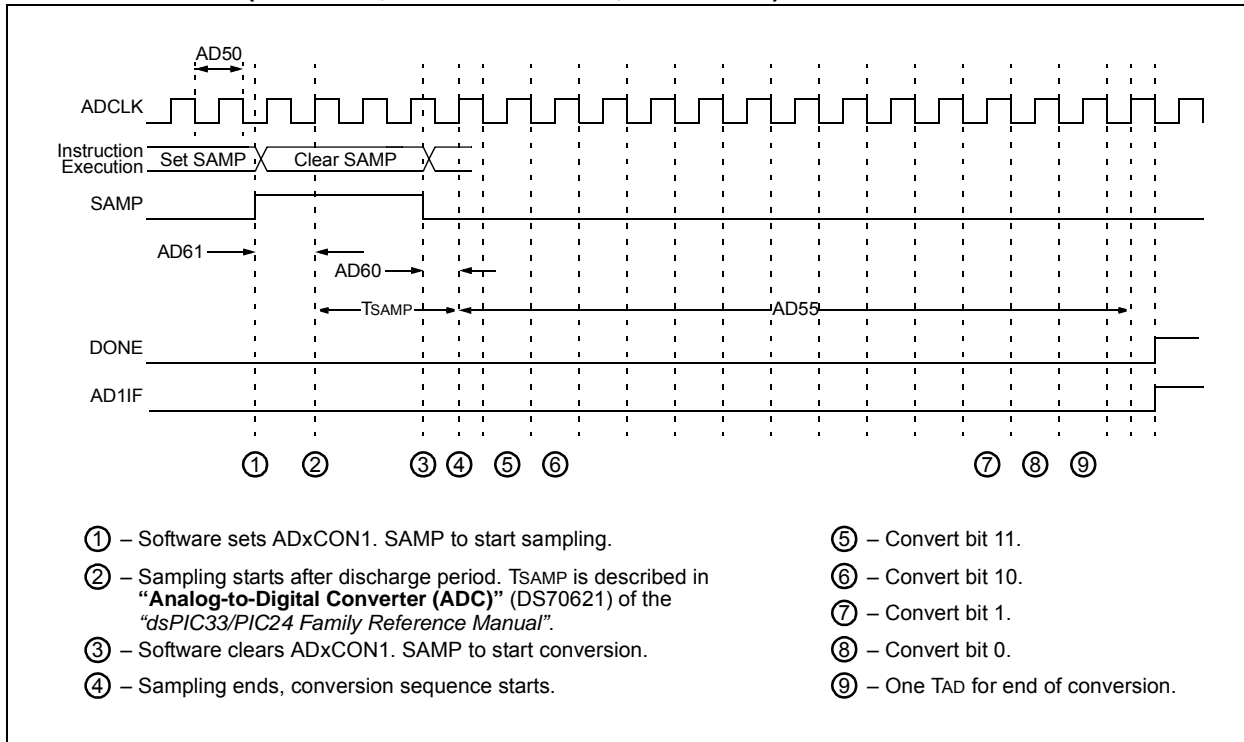 AD50
ADCLK
Instruction
Execution
Set SAMP
Clear SAMP
SAMP
AD61
AD60
TSAMP
AD55
DONE
AD1IF
1
2
3
4
5
6
7
8
9
1 – Software sets ADxCON1. SAMP to start sampling.
2 – Sampling starts after discharge period. TSAMP is described in
“Analog-to-Digital Converter (ADC)” (DS70621) of the
“dsPIC33/PIC24 Family Reference Manual”.
3 – Software clears ADxCON1. SAMP to start conversion.
4 – Sampling ends, conversion sequence starts.
5 – Convert bit 11.
6 – Convert bit 10.
7 – Convert bit 1.
8 – Convert bit 0.
9 – One TAD for end of conversion.